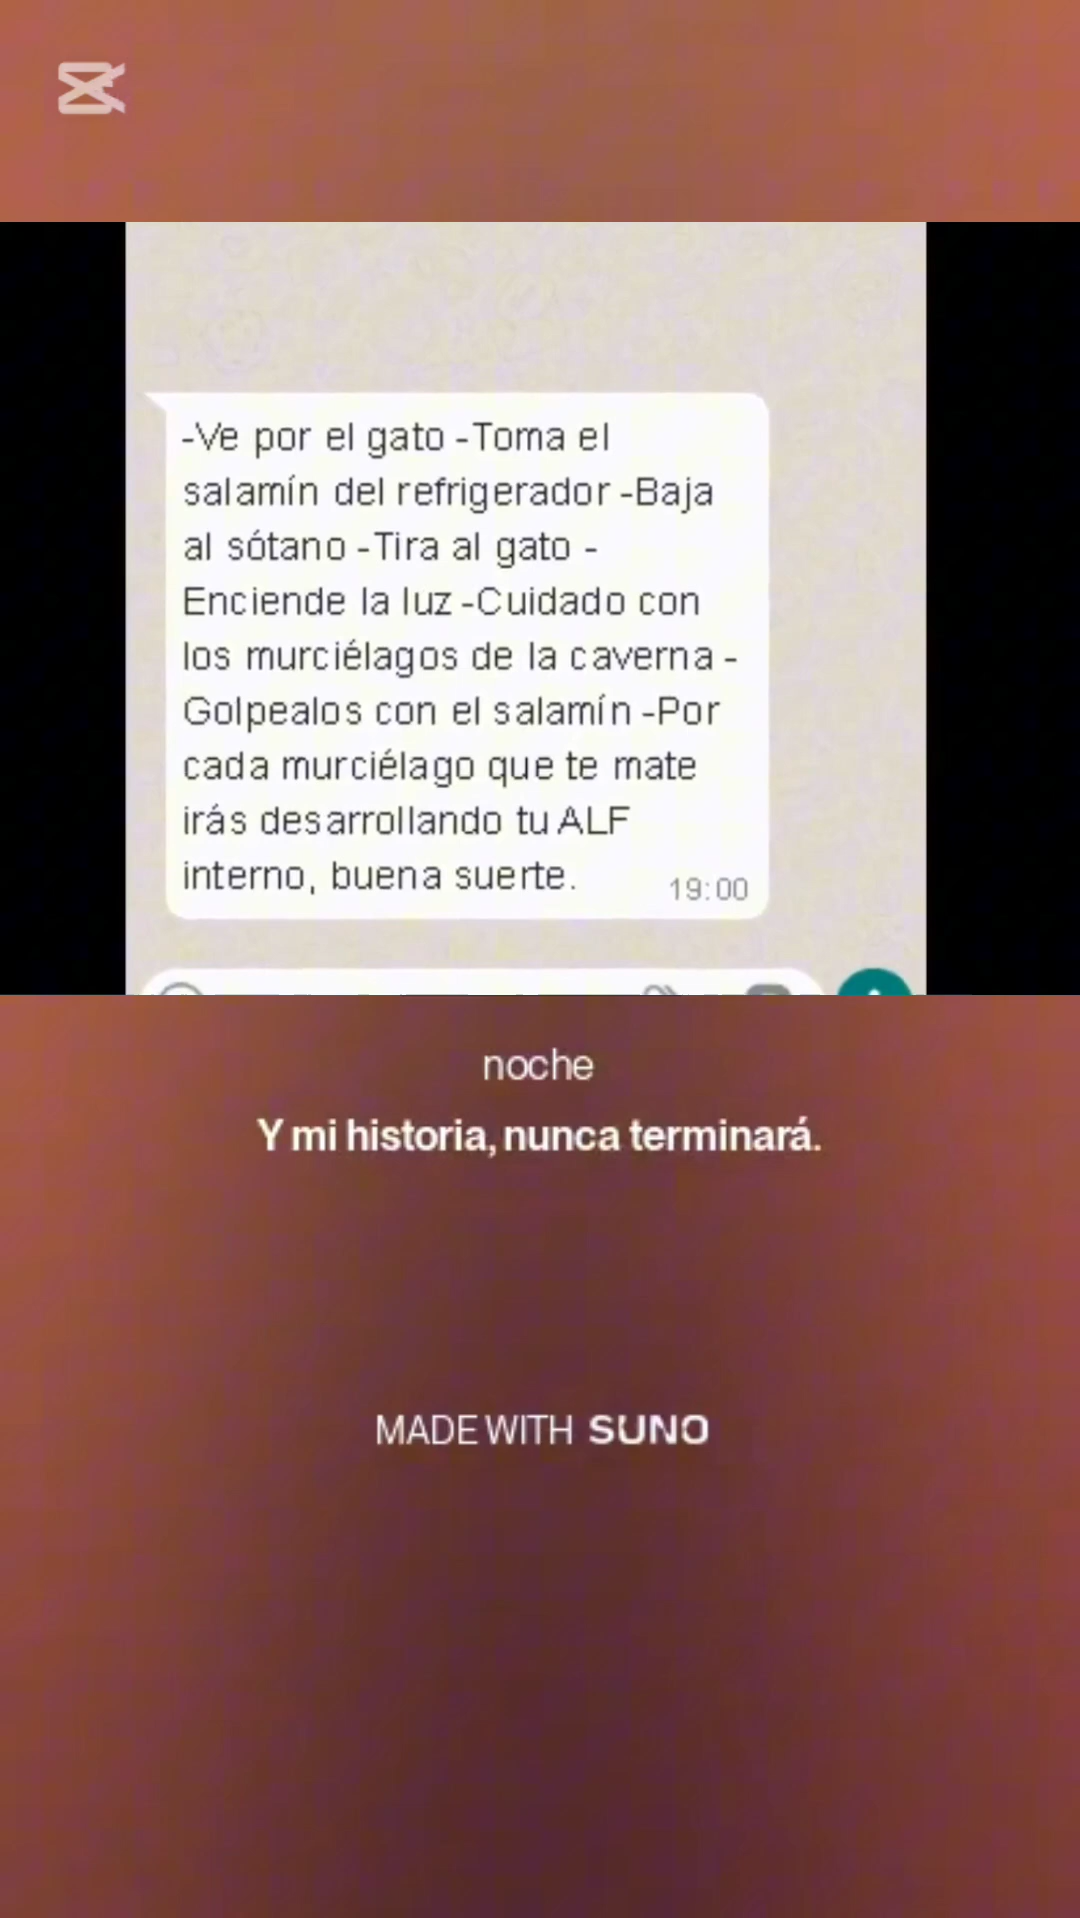 -Ve por el gato -Toma el
salamín del refrigerador -Baja
al sótano -Tira al gato -
Enciende la luz -Cuidado con
los murciélagos de la caverna -
Golpealos con el salamín -Por
cada murciélago que te mate
irás desarrollando tu ALF
interno, buena suerte.
19:00
noche
Y mi historia, nunca terminará.
MADE WITH SUNO